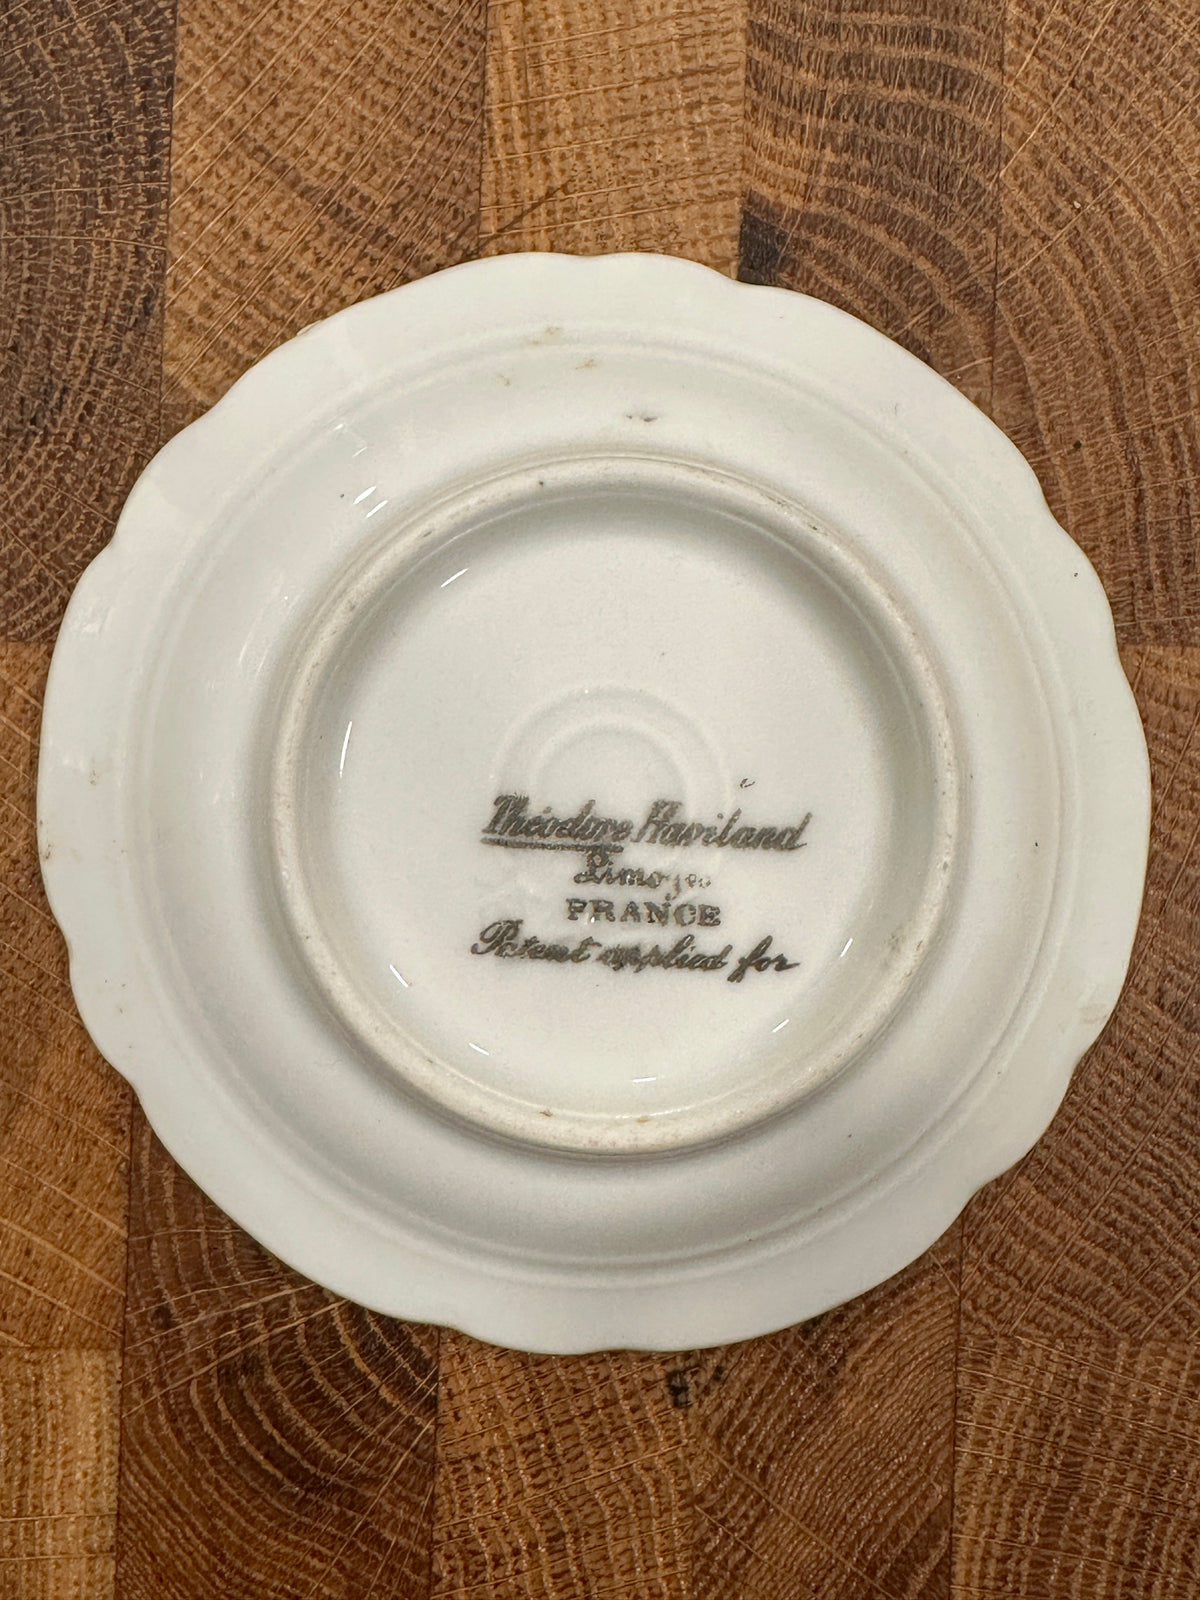 Théodore Haviland
Limoges
FRANCE
Patent applied for